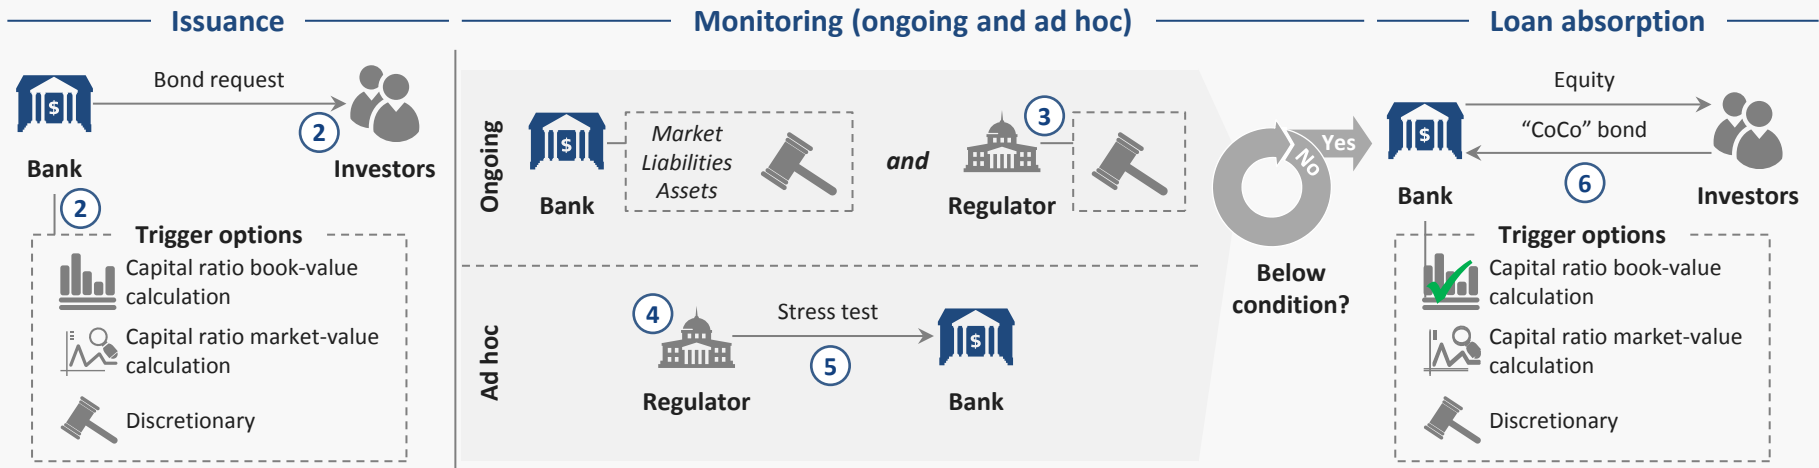 Issuance
Bond request
2
Bank
Investors
2
Trigger options
Capital ratio book-value
calculation
Capital ratio market-value
calculation
Discretionary
Monitoring (ongoing and ad hoc)
Ongoing
$
Bank
Market
Liabilities
Assets
and
3
Regulator
Ad hoc
4
Regulator
Stress test
5
$
Bank
No
Yes
Below
condition?
Loan absorption
$
Bank
Equity
“CoCo” bond
6
Investors
Trigger options
Capital ratio book-value
calculation
Capital ratio market-value
calculation
Discretionary
$